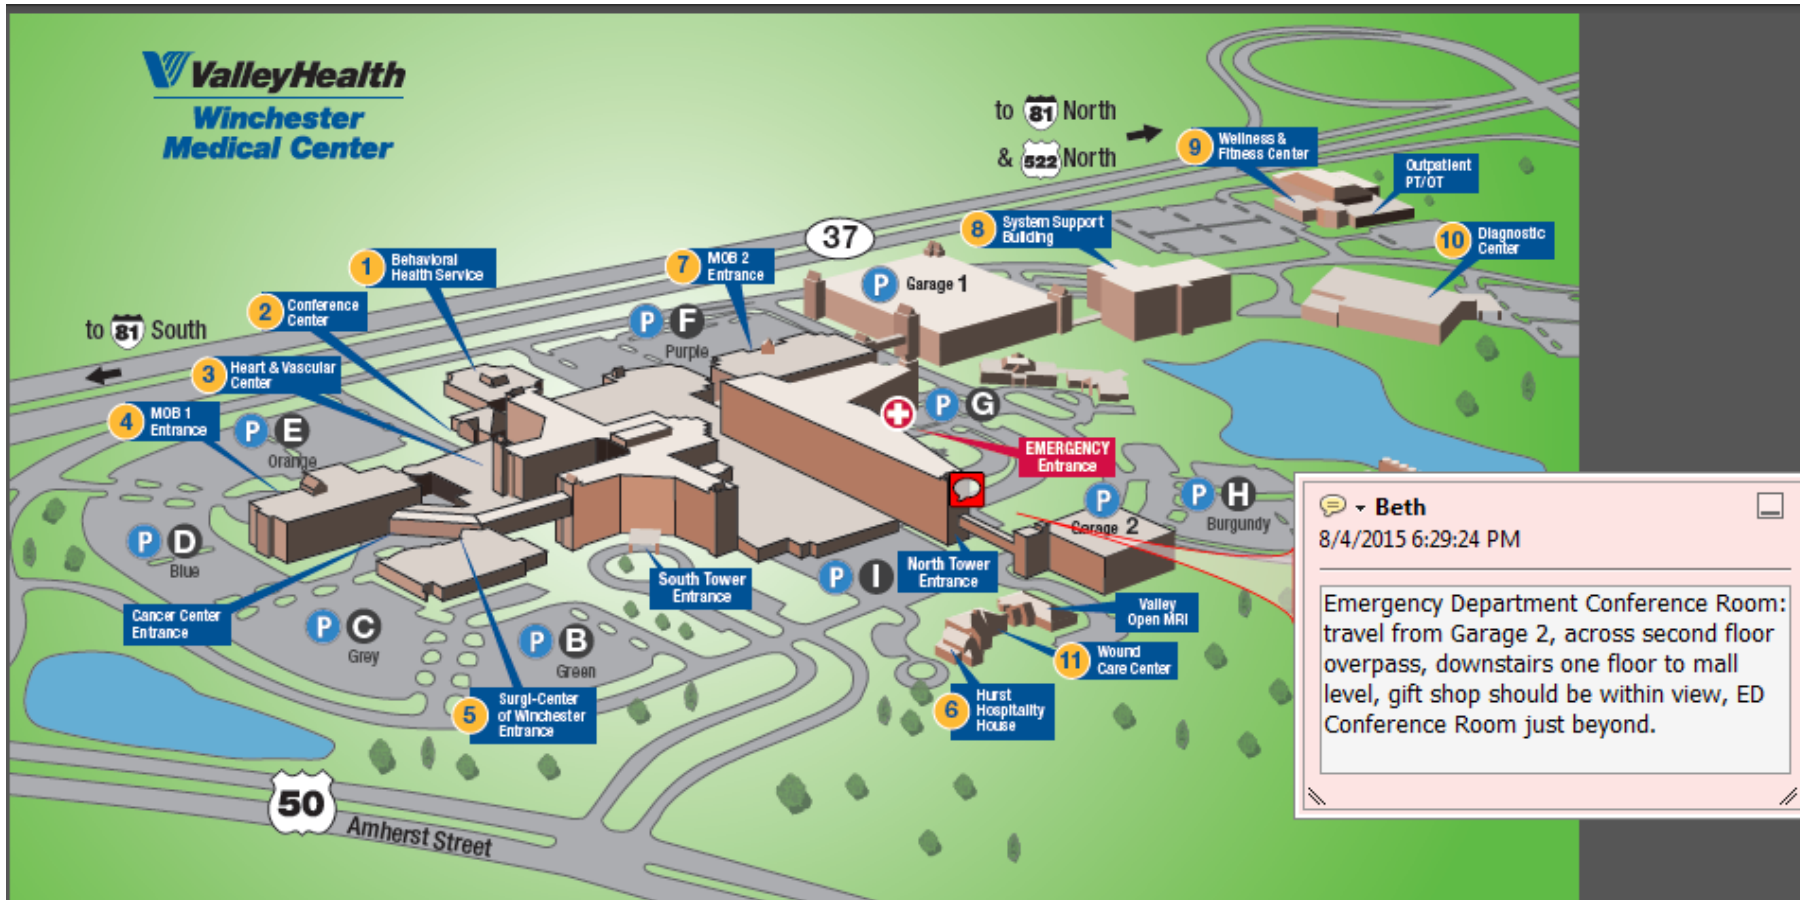 ValleyHealth
Winchester
Medical Center
to 81 North
& 522 North
9 Wellness &
Fitness Center
Outpatient
PT/OT
37
8 System Support
Building
10 Diagnostic
Center
1 Behavioral
Health Service
7 MOB 2
Entrance
P Garage 1
2 Conference
Center
to 81 South
P F
Purple
3 Heart & Vascular
Center
4 MOB 1
Entrance
P E
Orange
P G
EMERGENCY
Entrance
P
Garage 2
P H
Burgundy
P D
Blue
P I
North Tower
Entrance
South Tower
Entrance
Cancer Center
Entrance
P C
Grey
P B
Green
Valley
Open MRI
11 Wound
Care Center
5 Surgi-Center
of Winchester
Entrance
6 Hurst
Hospitality
House
50
Amherst Street
Beth
8/4/2015 6:29:24 PM
Emergency Department Conference Room:
travel from Garage 2, across second floor
overpass, downstairs one floor to mall
level, gift shop should be within view, ED
Conference Room just beyond.